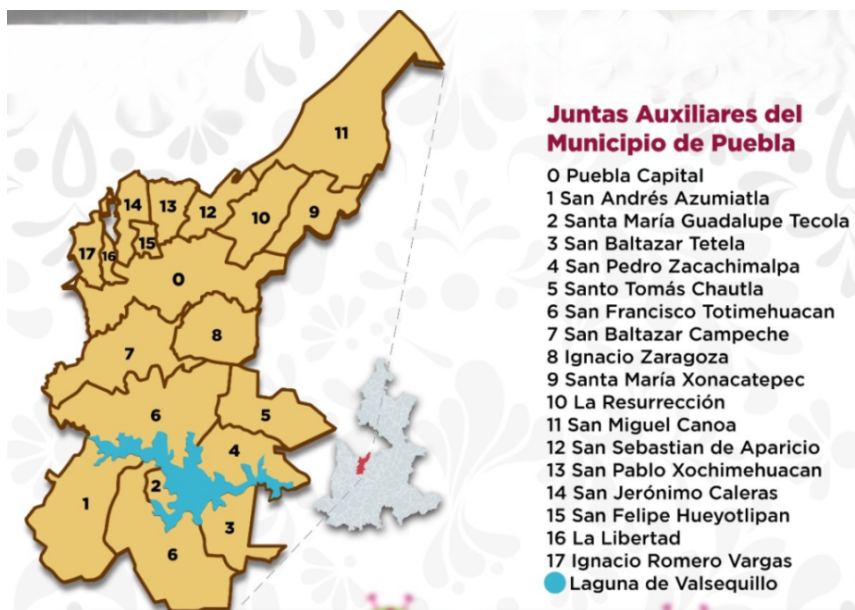 Juntas Auxiliares del
Municipio de Puebla
0 Puebla Capital
1 San Andrés Azumiatla
2 Santa María Guadalupe Tecola
3 San Baltazar Tetela
4 San Pedro Zacachimalpa
5 Santo Tomás Chautla
6 San Francisco Totimehuacan
7 San Baltazar Campeche
8 Ignacio Zaragoza
9 Santa María Xonacatepec
10 La Resurrección
11 San Miguel Canoa
12 San Sebastian de Aparicio
13 San Pablo Xochimehuacan
14 San Jerónimo Caleras
15 San Felipe Hueyotlipan
16 La Libertad
17 Ignacio Romero Vargas
Laguna de Valsequillo
11
14
13
12
10
9
17
16
15
0
8
7
6
5
4
2
1
3
6